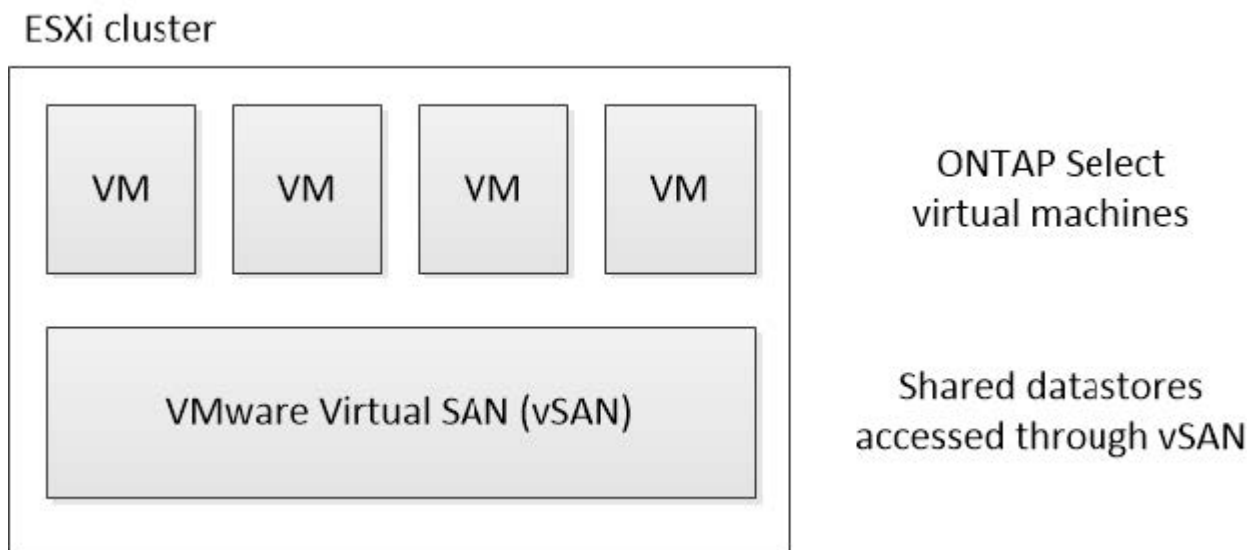 ESXi cluster
VM
VM
VM
VM
ONTAP Select
virtual machines
VMware Virtual SAN (vSAN)
Shared datastores
accessed through vSAN